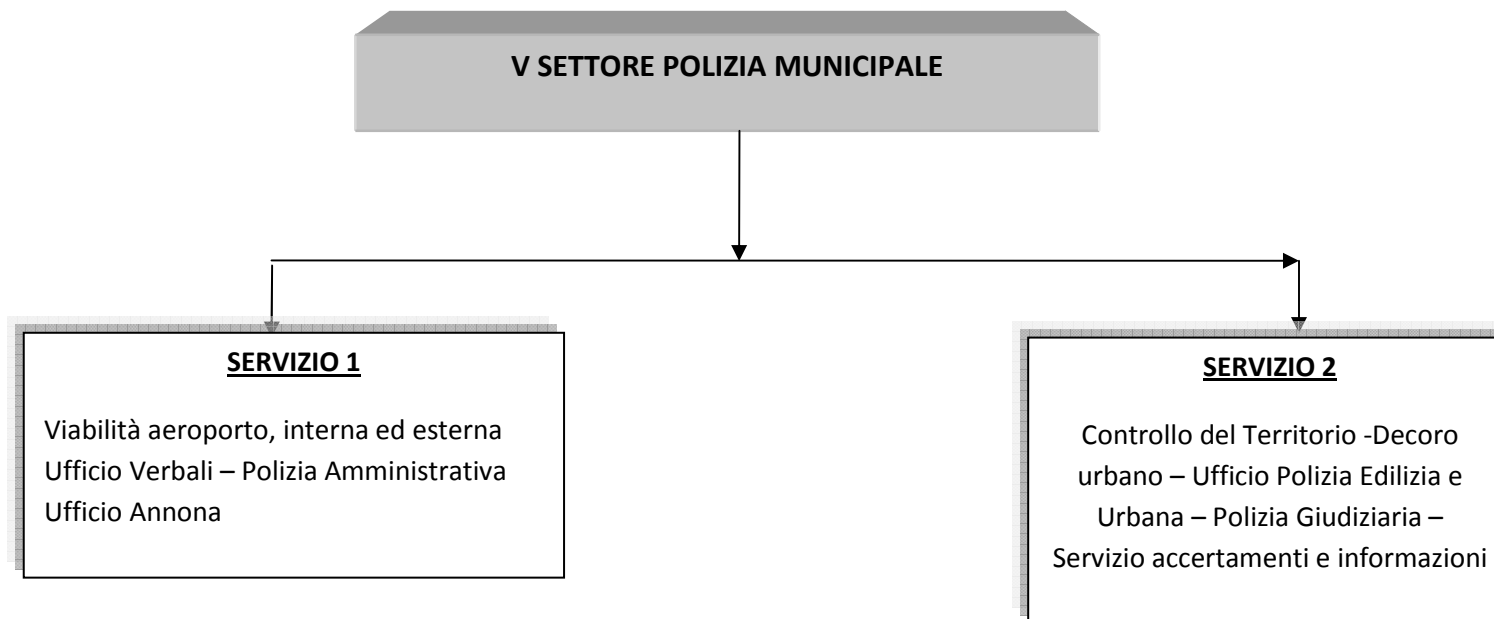 V SETTORE POLIZIA MUNICIPALE
SERVIZIO 1
Viabilità aeroporto, interna ed esterna
Ufficio Verbali – Polizia Amministrativa
Ufficio Annona
SERVIZIO 2
Controllo del Territorio -Decoro
urbano – Ufficio Polizia Edilizia e
Urbana – Polizia Giudiziaria –
Servizio accertamenti e informazioni